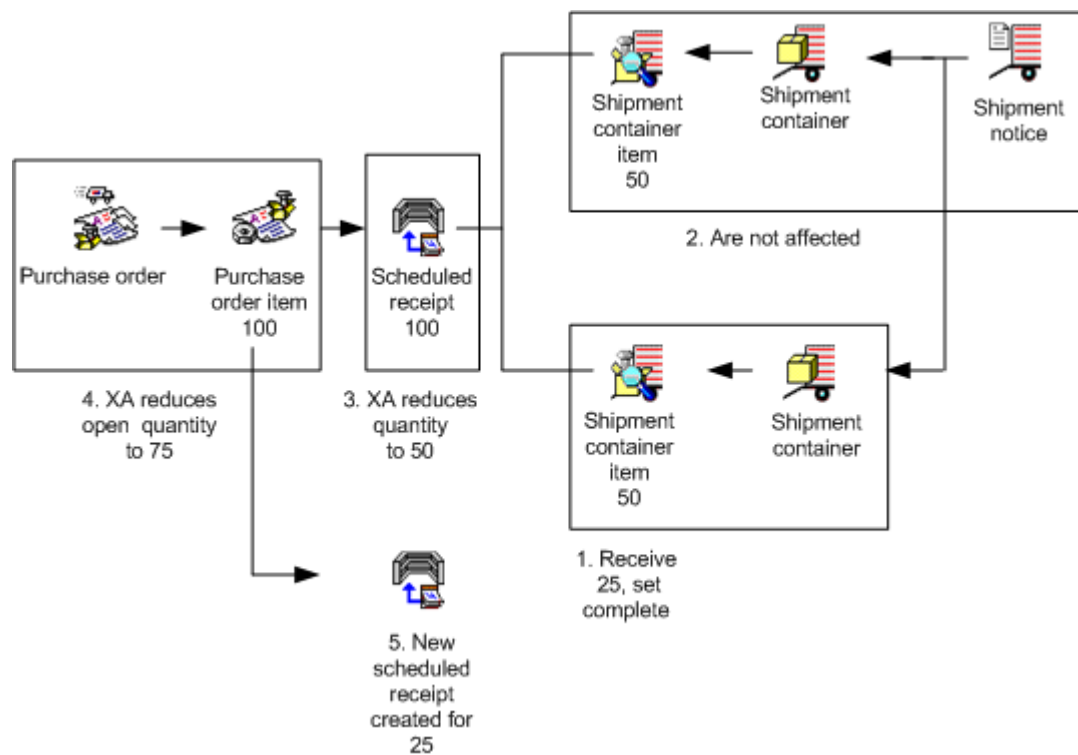 Shipment
container
item
50
Shipment
container
Shipment
notice
2. Are not affected
Purchase order
Purchase
order item
100
Scheduled
receipt
100
4. XA reduces
open quantity
to 75
3. XA reduces
quantity
to 50
Shipment
container
item
50
Shipment
container
1. Receive
25, set
complete
5. New
scheduled
receipt
created for
25